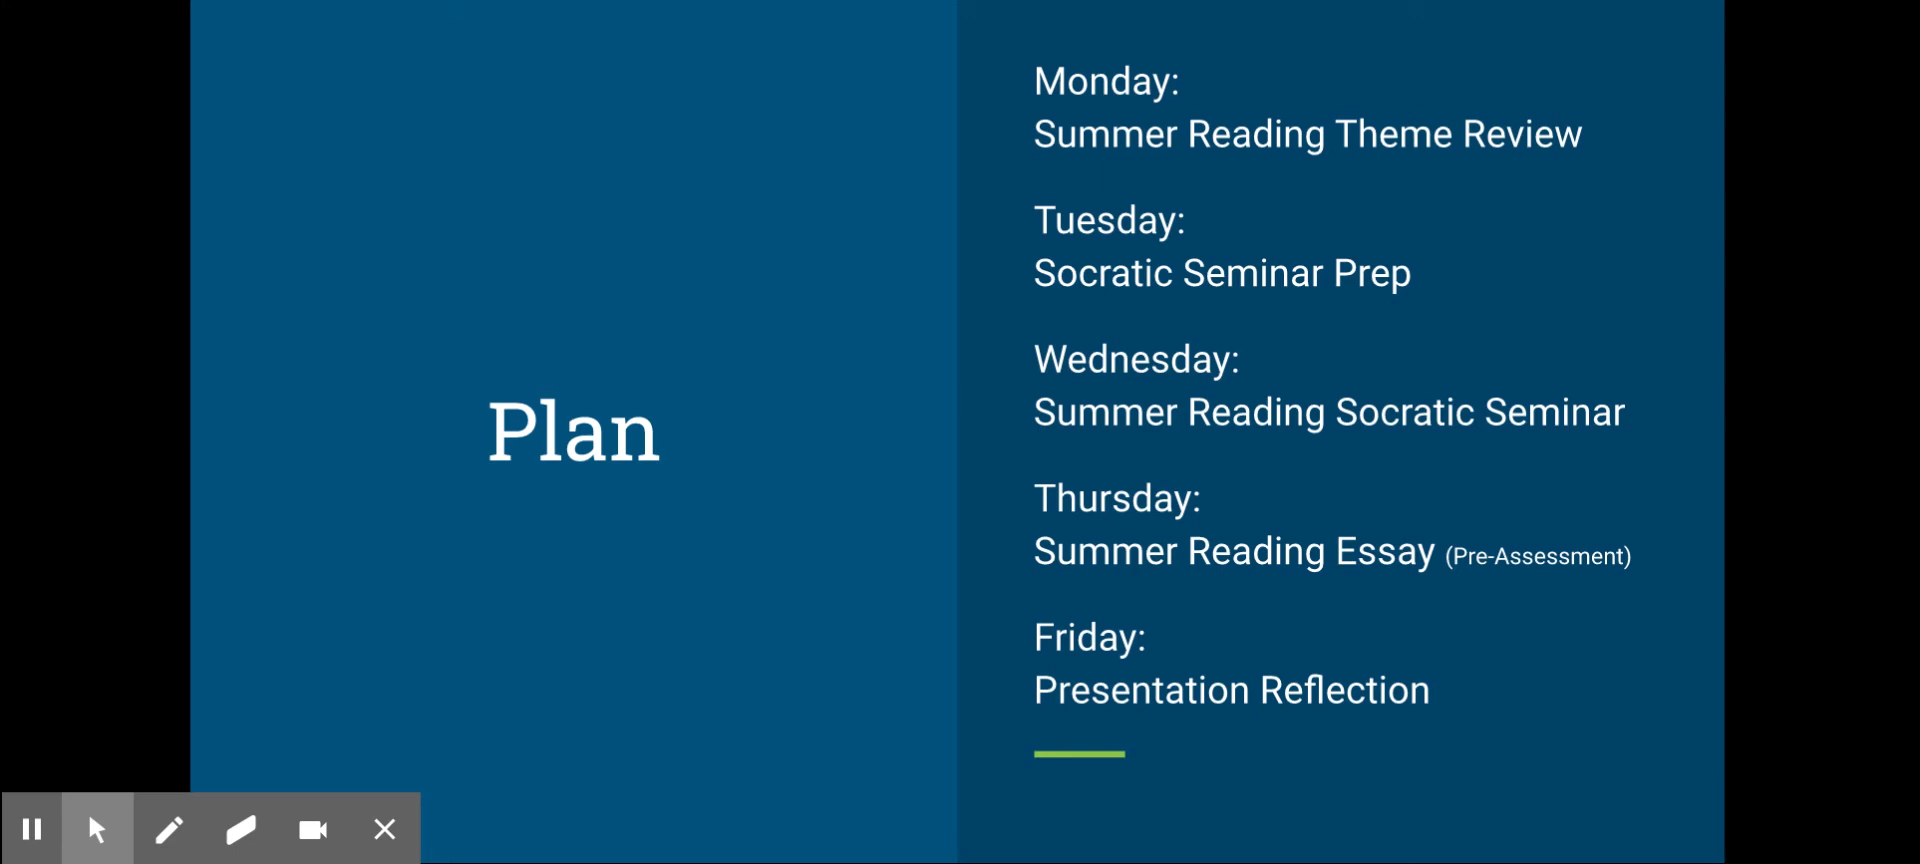 Plan
Monday:
Summer Reading Theme Review
Tuesday:
Socratic Seminar Prep
Wednesday:
Summer Reading Socratic Seminar
Thursday:
Summer Reading Essay (Pre-Assessment)
Friday:
Presentation Reflection